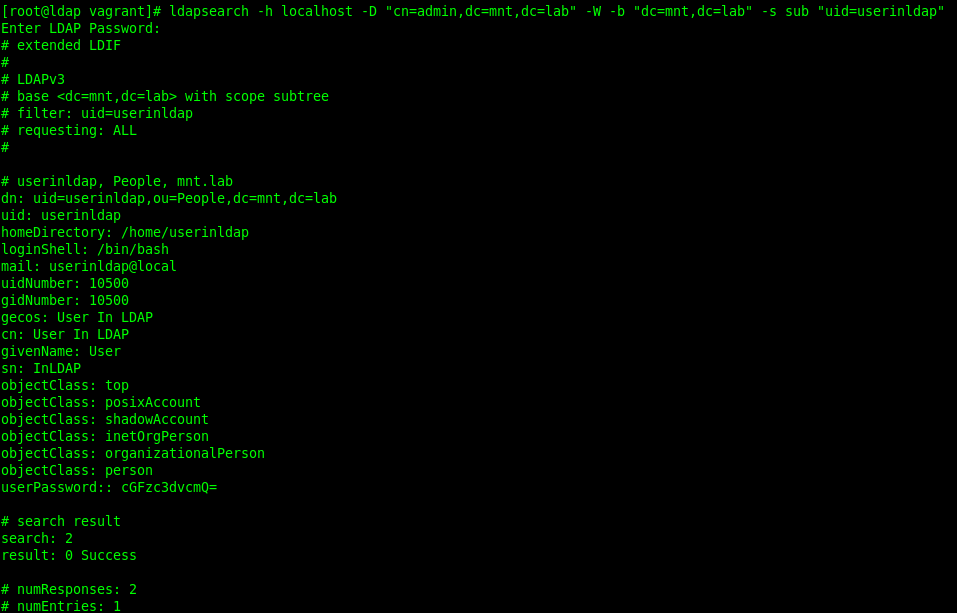 [root@ldap vagrant]# ldapsearch -h localhost -D "cn=admin,dc=mnt,dc=lab" -W -b "dc=mnt,dc=lab" -s sub "uid=userinldap"
Enter LDAP Password:
# extended LDIF
#
# LDAPv3
# base <dc=mnt,dc=lab> with scope subtree
# filter: uid=userinldap
# requesting: ALL
#
# userinldap, People, mnt.lab
dn: uid=userinldap,ou=People,dc=mnt,dc=lab
uid: userinldap
homeDirectory: /home/userinldap
loginShell: /bin/bash
mail: userinldap@local
uidNumber: 10500
gidNumber: 10500
gecos: User In LDAP
cn: User In LDAP
givenName: User
sn: InLDAP
objectClass: top
objectClass: posixAccount
objectClass: shadowAccount
objectClass: inetOrgPerson
objectClass: organizationalPerson
objectClass: person
userPassword:: cGFzc3dvcmQ=
# search result
search: 2
result: 0 Success
# numResponses: 2
# numEntries: 1